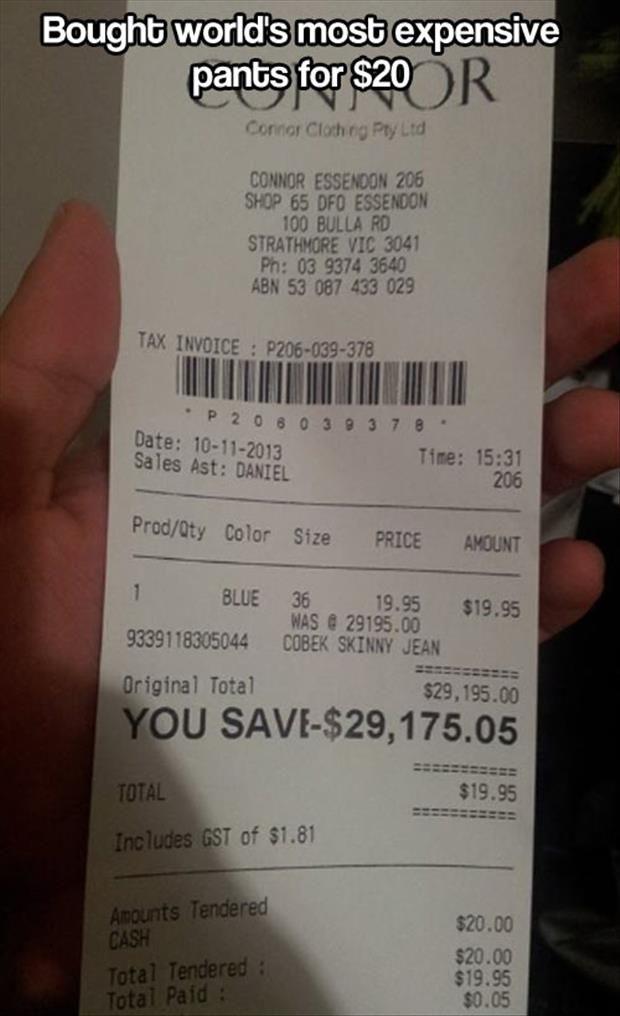 Bought world's most expensive
pants for $20
CONNOR
Connor Clothing Pty Ltd
CONNOR ESSENDON 206
SHOP 65 DFO ESSENDON
100 BULLA RD
STRATHMORE VIC 3041
Ph: 03 9374 3640
ABN 53 087 433 029
TAX INVOICE : P206-039-378
* P 2 0 6 0 3 9 3 7 8 *
Date: 10-11-2013 Time: 15:31
Sales Ast: DANIEL 206
Prod/Qty Color Size PRICE AMOUNT
1 BLUE 36 19.95 $19.95
WAS @ 29195.00
9339118305044 COBEK SKINNY JEAN
===========
Original Total $29,195.00
YOU SAVE-$29,175.05
===========
TOTAL $19.95
===========
Includes GST of $1.81
Amounts Tendered
CASH $20.00
Total Tendered : $20.00
Total Paid : $19.95
$0.05